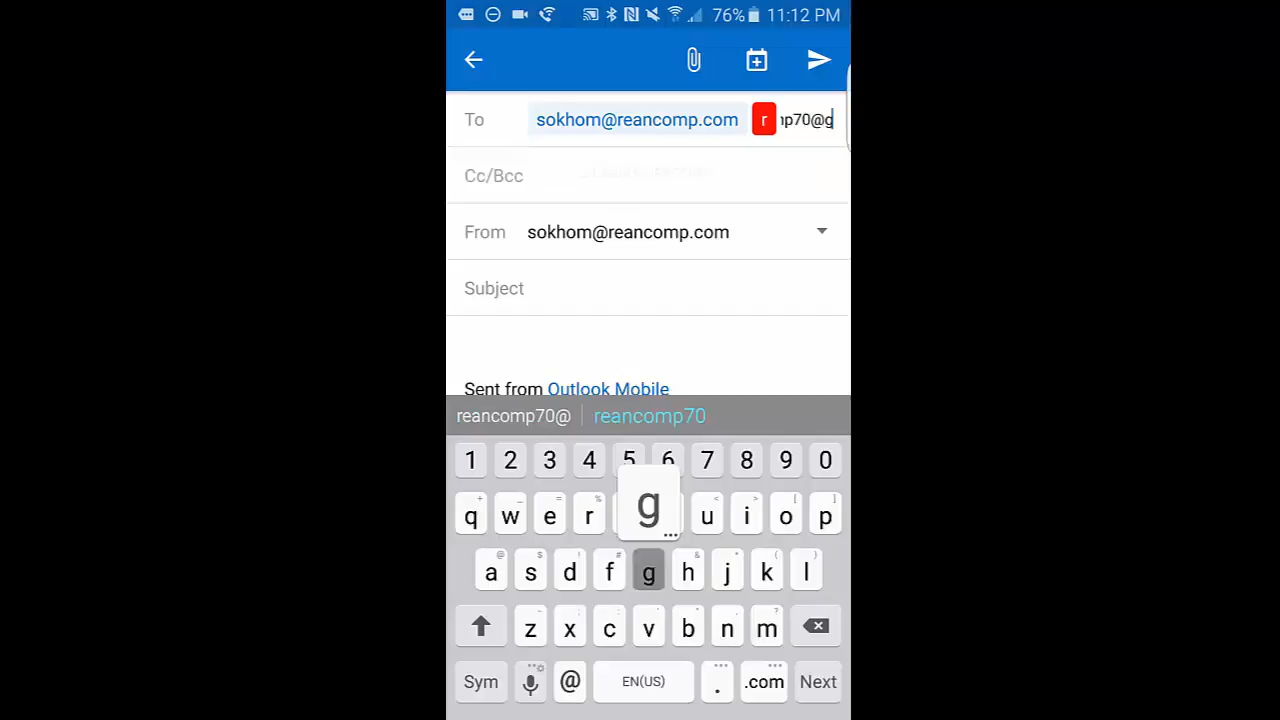 76% 11:12 PM
To sokhom@reancomp.com r mp70@g
Cc/Bcc
From sokhom@reancomp.com
Subject
Sent from Outlook Mobile
reancomp70@ reancomp70
1 2 3 4 5 6 7 8 9 0
q w e r g u i o p
a s d f g h j k l
z x c v b n m
Sym @ EN(US) . .com Next